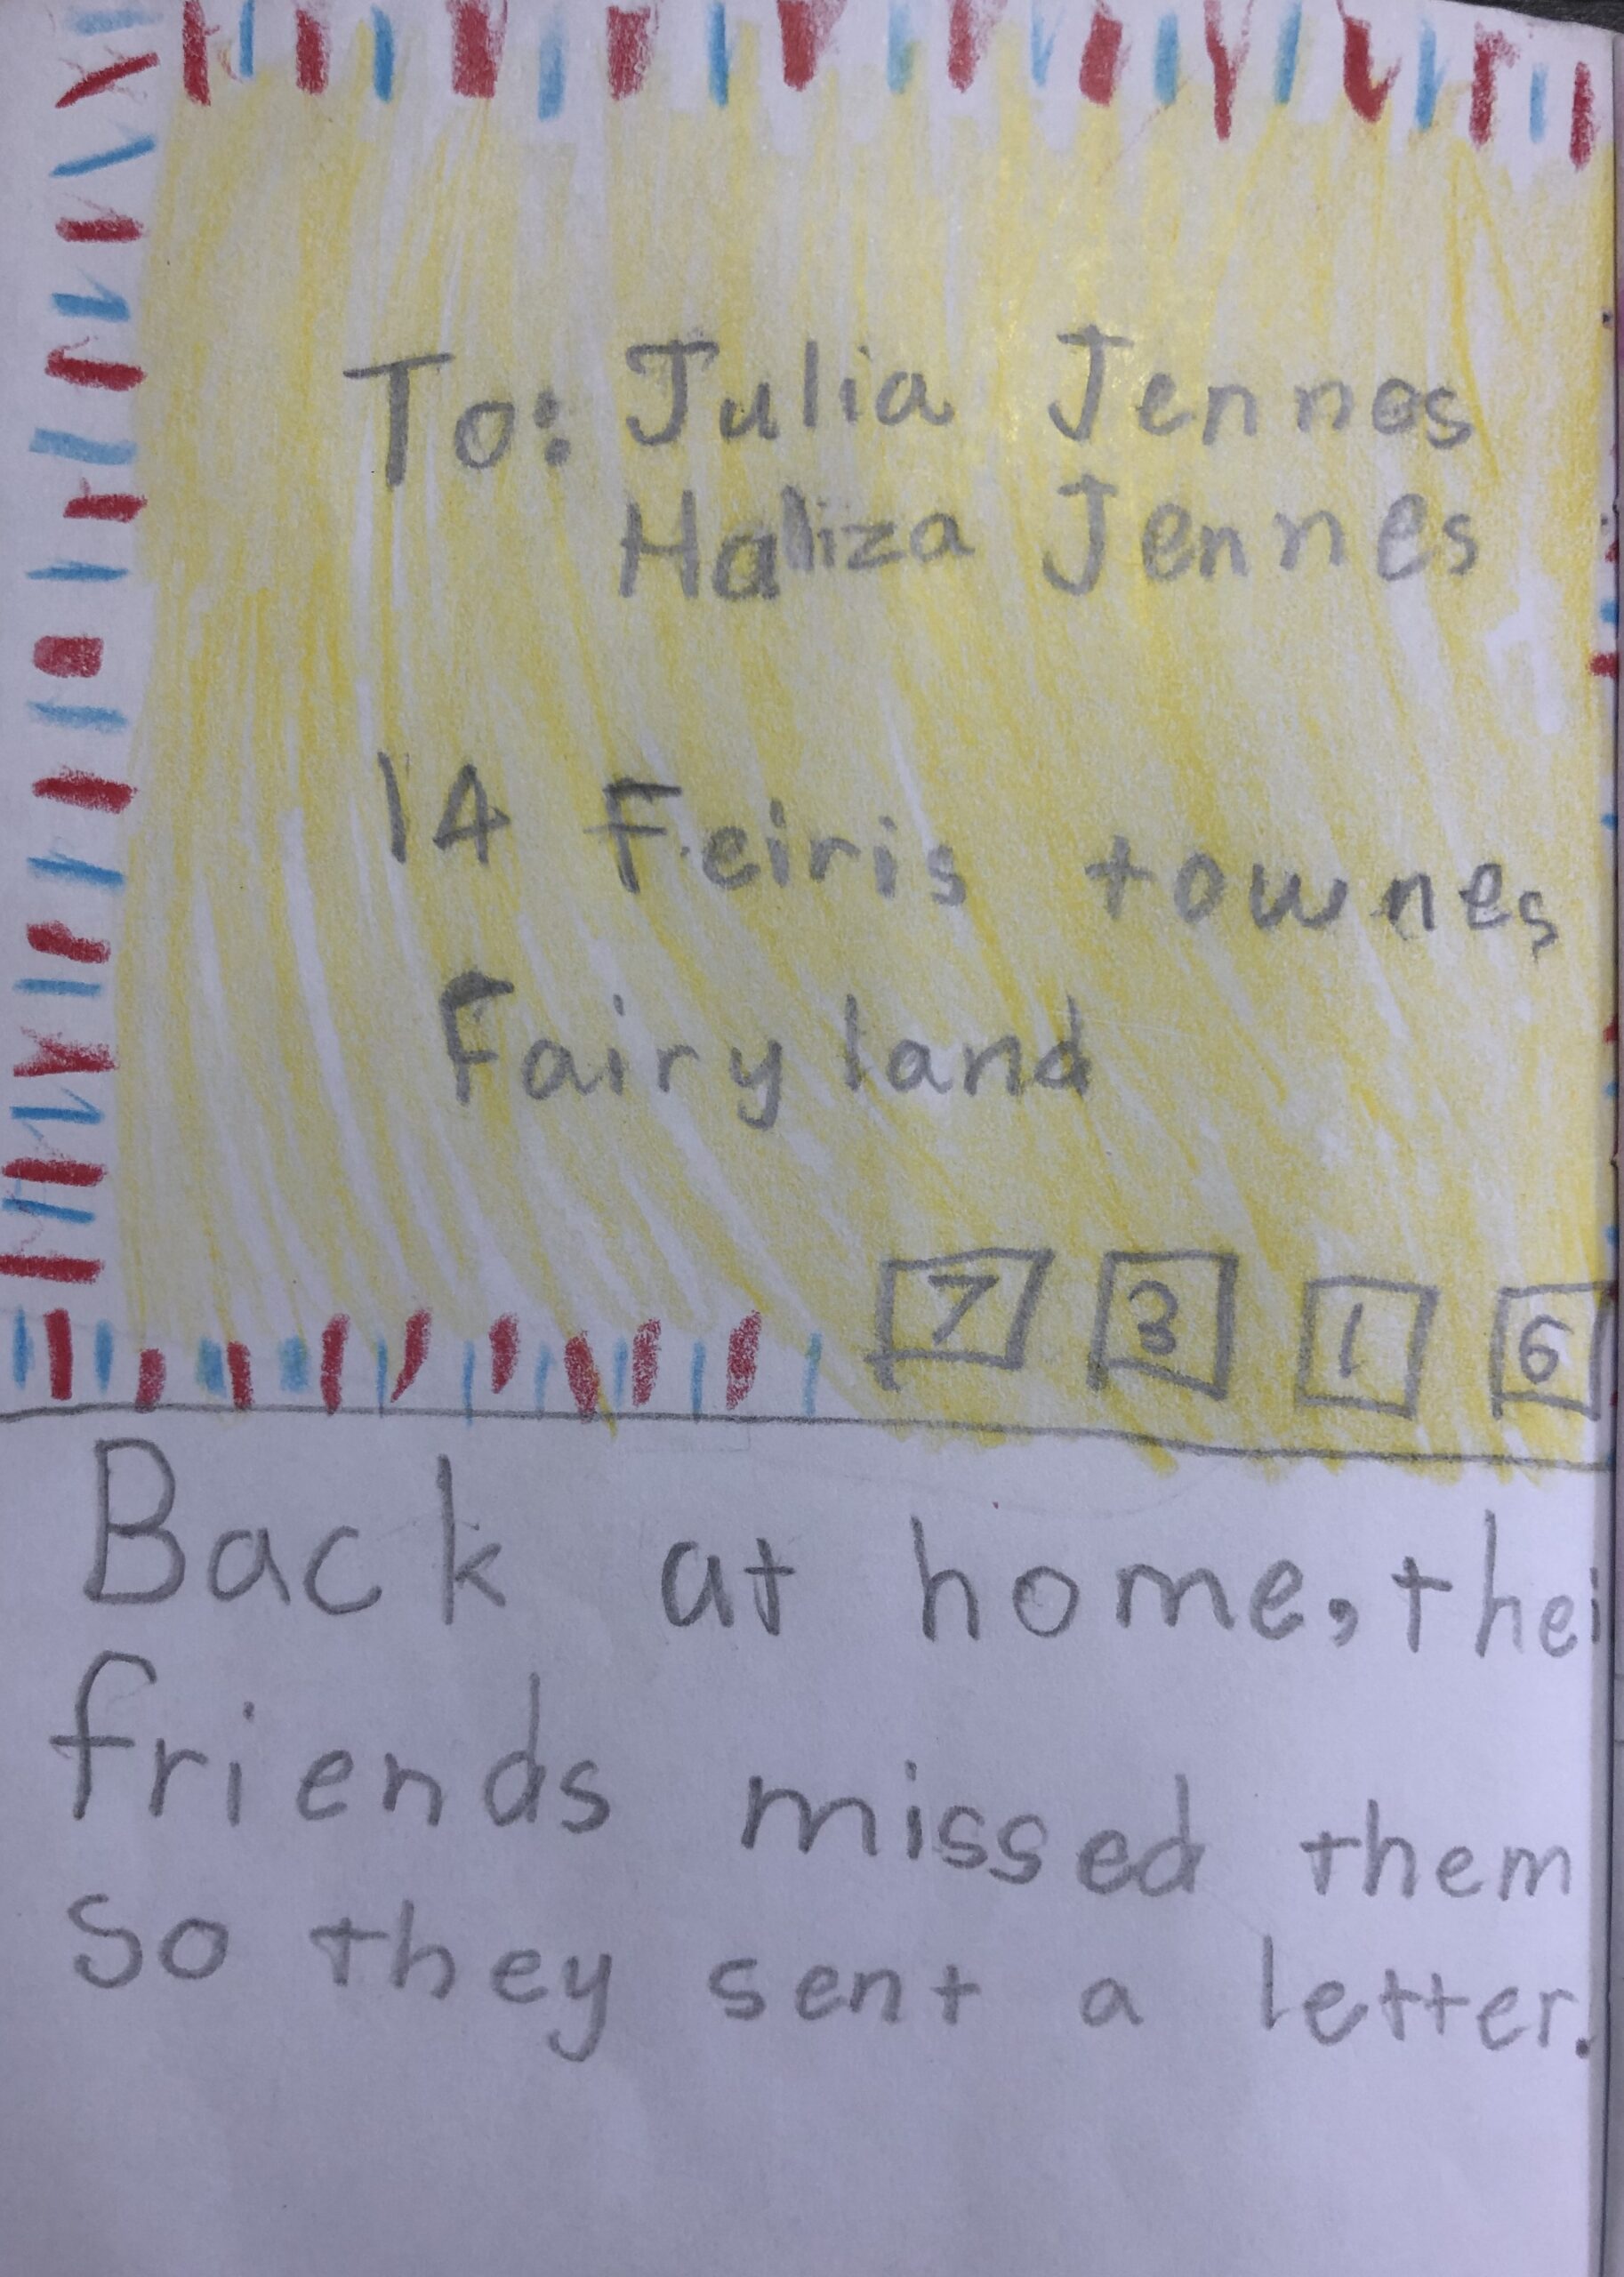 To: Julia Jennes
Haliza Jennes
14 Feiris townes
Fairyland
7 3 1 6
Back at home, thei
friends missed them
so they sent a letter.